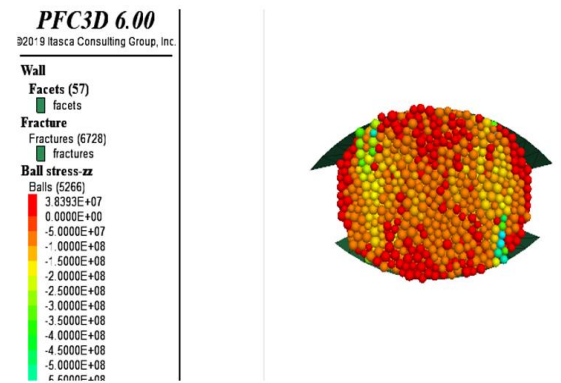 PFC3D 6.00
©2019 Itasca Consulting Group, Inc.
Wall
Facets (57)
facets
Fracture
Fractures (6728)
fractures
Ball stress-zz
Balls (5266)
3.8393E+07
0.0000E+00
-5.0000E+07
-1.0000E+08
-1.5000E+08
-2.0000E+08
-2.5000E+08
-3.0000E+08
-3.5000E+08
-4.0000E+08
-4.5000E+08
-5.0000E+08
-5.5000E+08